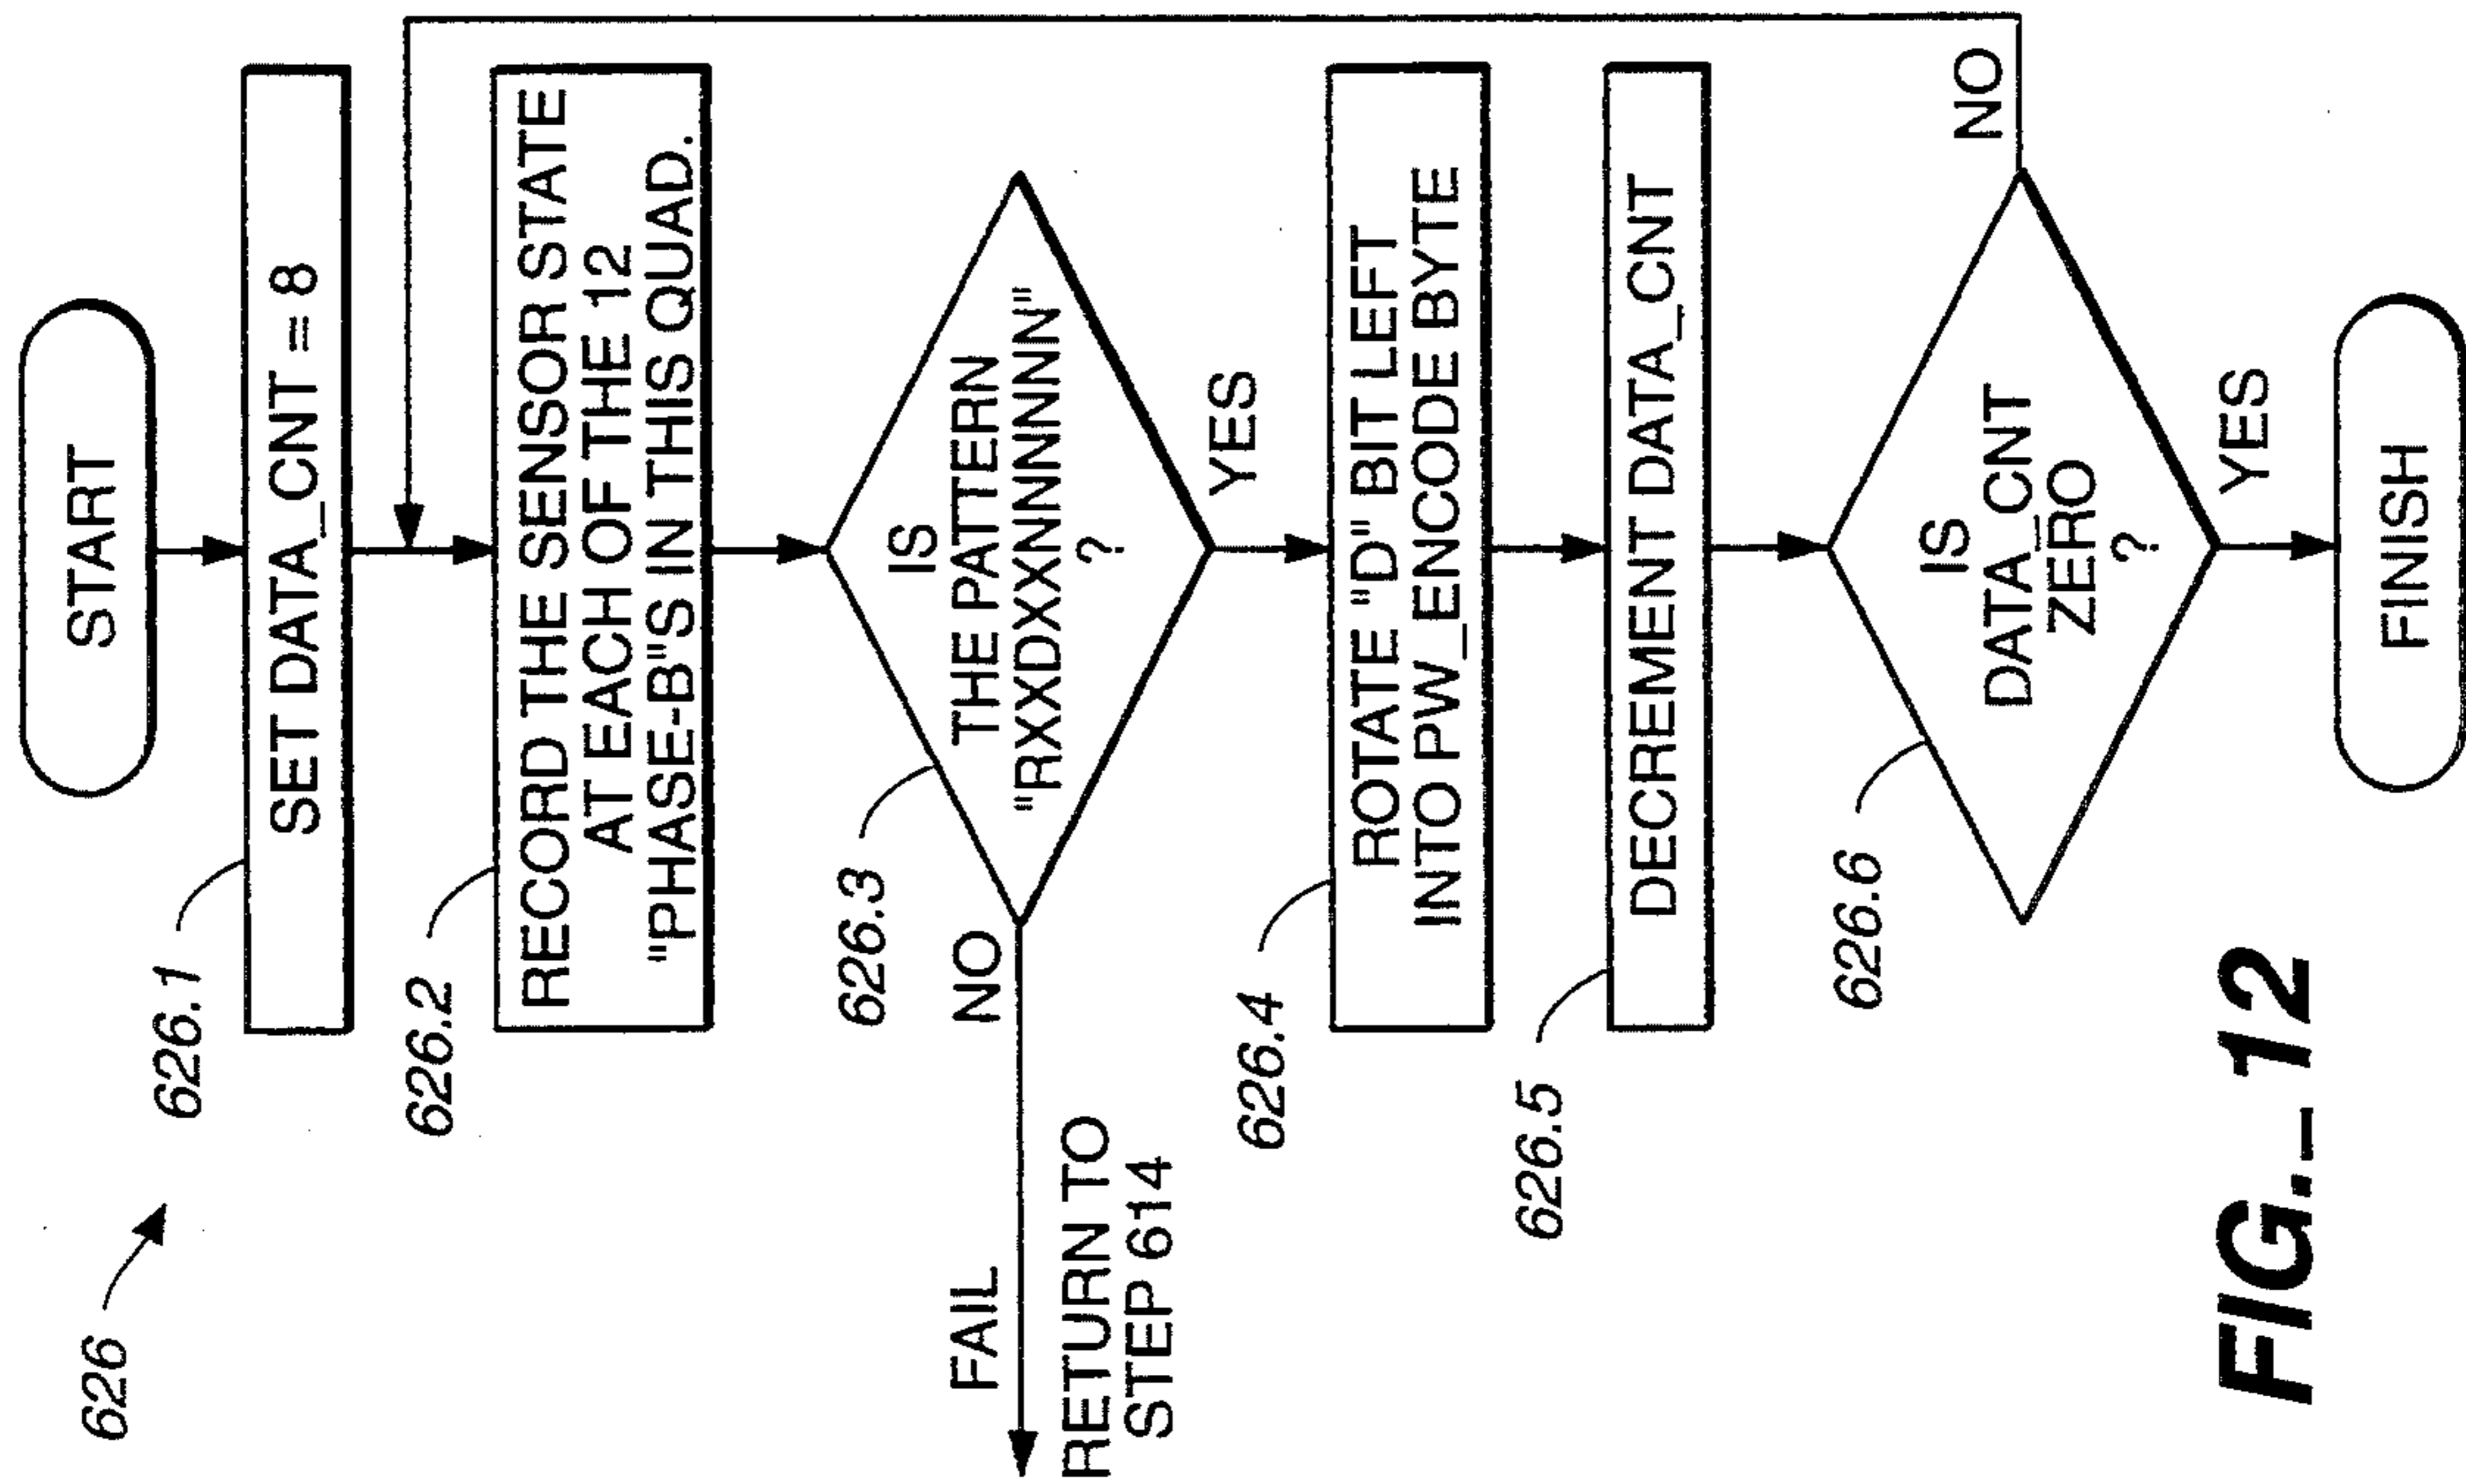 626
START
626.1
SET DATA_CNT = 8
626.2
RECORD THE SENSOR STATE
AT EACH OF THE 12
"PHASE-B"S IN THIS QUAD.
626.3
IS
THE PATTERN
"RXXDXXNNNNNN"
?
NO
FAIL
RETURN TO
STEP 614
YES
626.4
ROTATE "D" BIT LEFT
INTO PW_ENCODE BYTE
626.5
DECREMENT DATA_CNT
626.6
IS
DATA_CNT
ZERO
?
NO
YES
FINISH
FIG._ 12